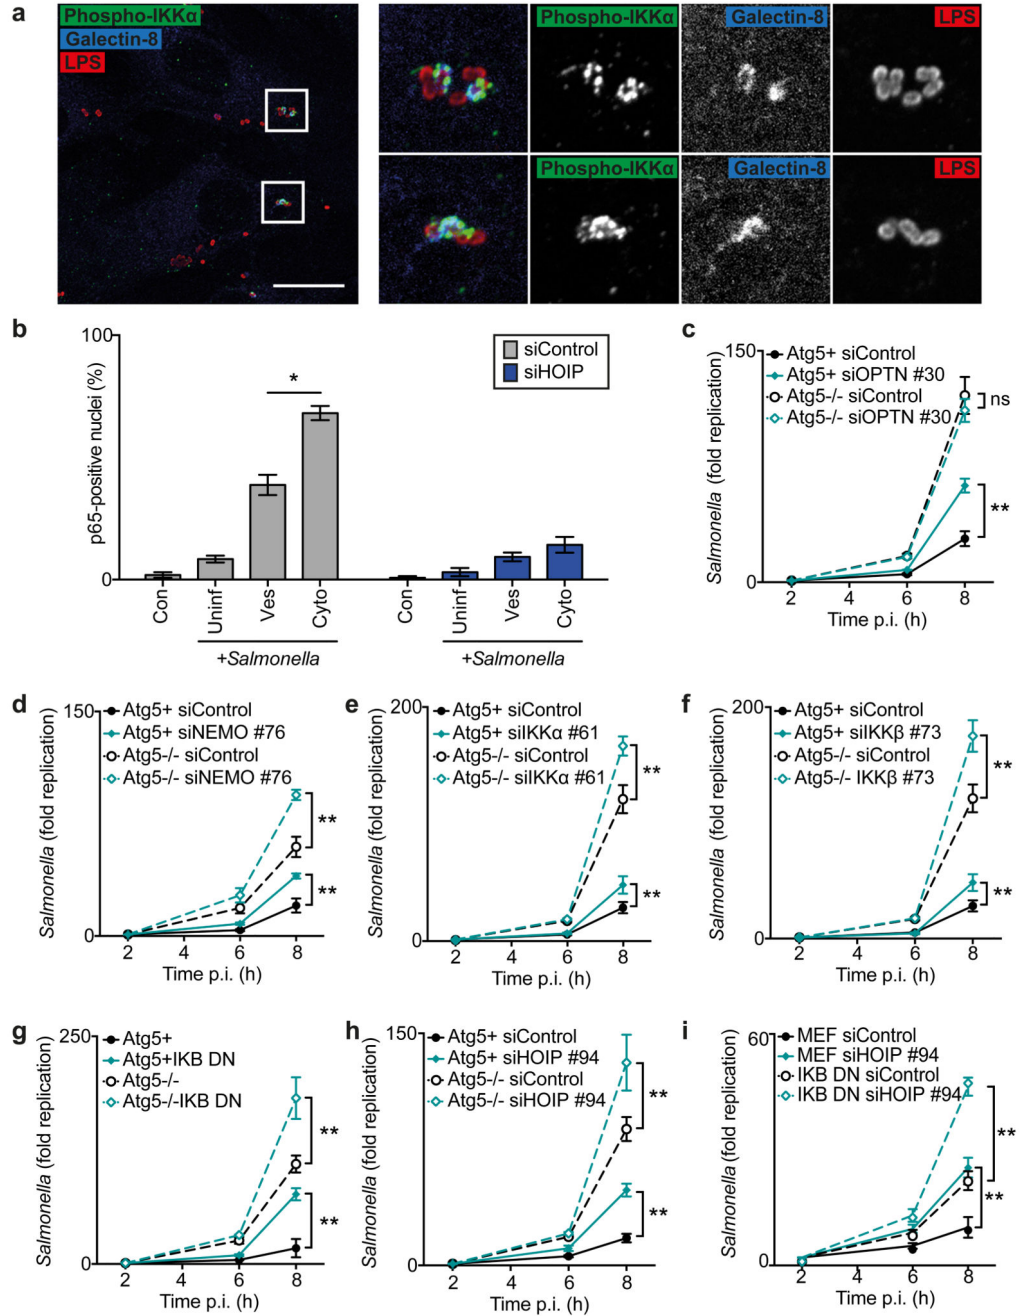 a
Phospho-IKKα
Galectin-8
LPS
Phospho-IKKα
Galectin-8
LPS
Phospho-IKKα
Galectin-8
LPS
b
100
0
p65-positive nuclei (%)
*
siControl
siHOIP
Con
Uninf
Ves
Cyto
+Salmonella
Con
Uninf
Ves
Cyto
+Salmonella
c
Salmonella (fold replication)
150
0
Atg5+ siControl
Atg5+ siOPTN #30
Atg5-/- siControl
Atg5-/- siOPTN #30
ns
**
2 4 6 8
Time p.i. (h)
d
Salmonella (fold replication)
150
0
Atg5+ siControl
Atg5+ siNEMO #76
Atg5-/- siControl
Atg5-/- siNEMO #76
**
**
2 4 6 8
Time p.i. (h)
e
Salmonella (fold replication)
200
0
Atg5+ siControl
Atg5+ siIKKα #61
Atg5-/- siControl
Atg5-/- siIKKα #61
**
**
2 4 6 8
Time p.i. (h)
f
Salmonella (fold replication)
200
0
Atg5+ siControl
Atg5+ siIKKβ #73
Atg5-/- siControl
Atg5-/- IKKβ #73
**
**
2 4 6 8
Time p.i. (h)
g
Salmonella (fold replication)
250
0
Atg5+
Atg5+IKB DN
Atg5-/-
Atg5-/-IKB DN
**
**
2 4 6 8
Time p.i. (h)
h
Salmonella (fold replication)
150
0
Atg5+ siControl
Atg5+ siHOIP #94
Atg5-/- siControl
Atg5-/- siHOIP #94
**
**
2 4 6 8
Time p.i. (h)
i
Salmonella (fold replication)
60
0
MEF siControl
MEF siHOIP #94
IKB DN siControl
IKB DN siHOIP #94
**
**
2 4 6 8
Time p.i. (h)